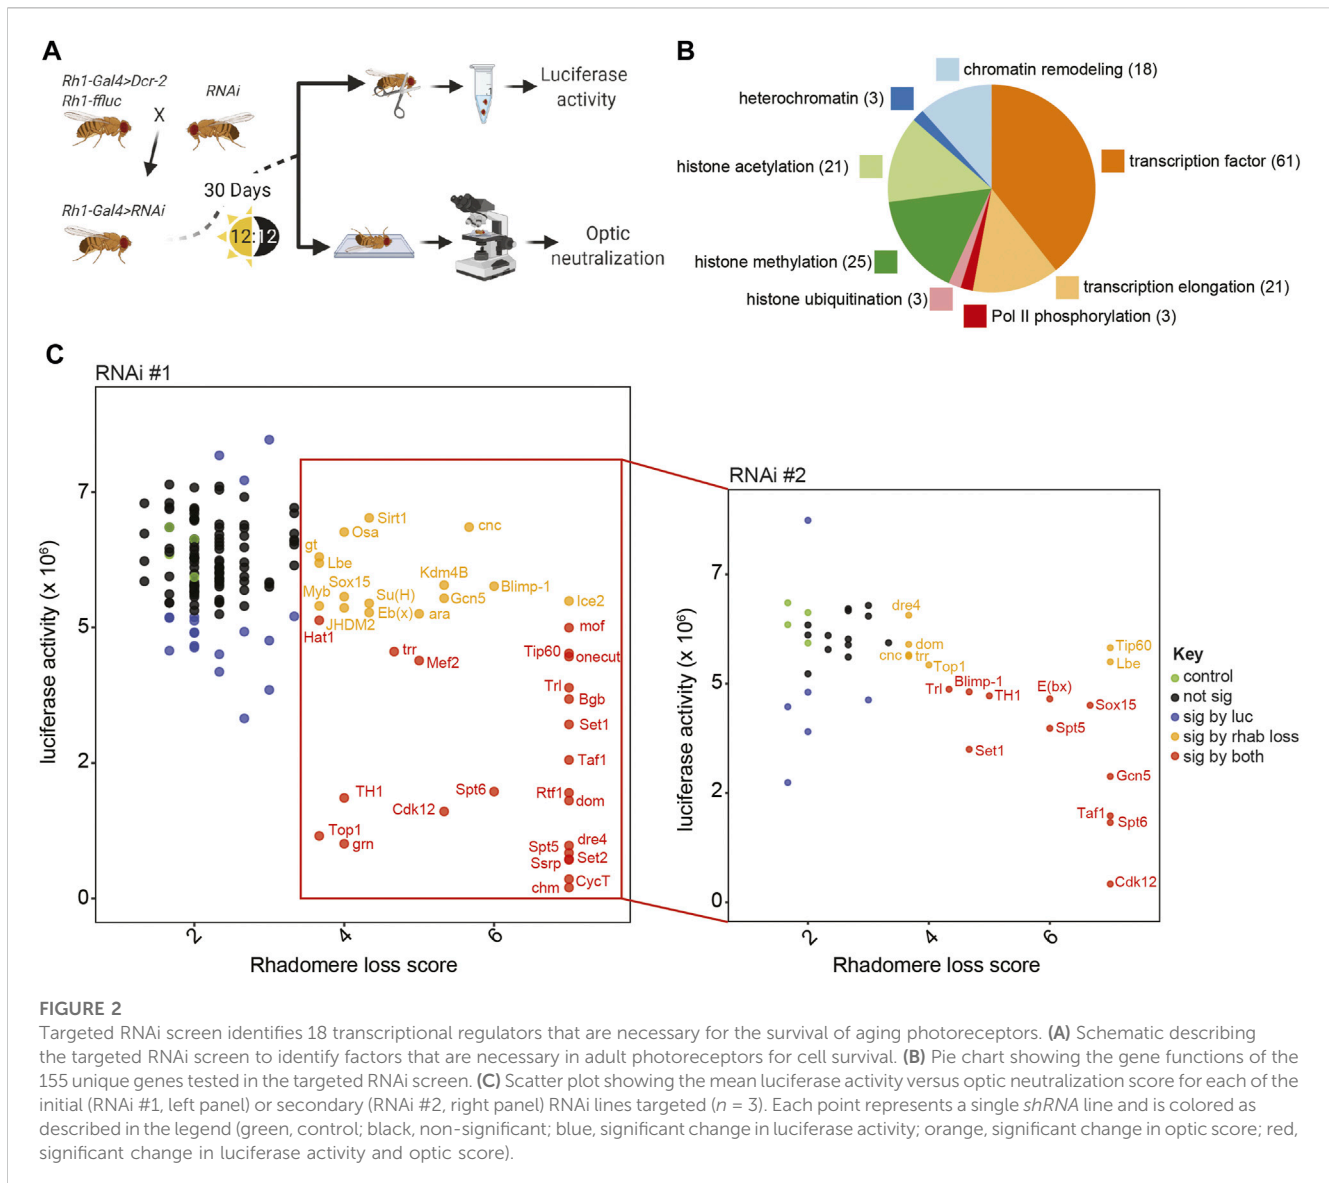 A
Rh1-Gal4>Dcr-2
Rh1-ffluc
X
RNAi
Rh1-Gal4>RNAi
30 Days
12:12
Luciferase
activity
Optic
neutralization
B
chromatin remodeling (18)
heterochromatin (3)
histone acetylation (21)
transcription factor (61)
histone methylation (25)
histone ubiquitination (3)
transcription elongation (21)
Pol II phosphorylation (3)
C
RNAi #1
luciferase activity (x 10⁶)
7
5
2
0
2
4
6
Rhadomere loss score
Sirt1
Osa
cnc
gt
Lbe
Kdm4B
Sox15
Blimp-1
Myb
Su(H)
Gcn5
Ice2
Eb(x)
ara
JHDM2
Hat1
mof
trr
Mef2
Tip60
onecut
Trl
Bgb
Set1
Taf1
TH1
Spt6
Rtf1
dom
Cdk12
Top1
grn
dre4
Spt5
Set2
Ssrp
CycT
chm
RNAi #2
luciferase activity (x 10⁶)
7
5
2
0
2
4
6
Rhadomere loss score
dre4
dom
cnc
trr
Top1
Tip60
Lbe
Trl
Blimp-1
TH1
E(bx)
Sox15
Spt5
Set1
Gcn5
Taf1
Spt6
Cdk12
Key
control
not sig
sig by luc
sig by rhab loss
sig by both
FIGURE 2
Targeted RNAi screen identifies 18 transcriptional regulators that are necessary for the survival of aging photoreceptors. (A) Schematic describing
the targeted RNAi screen to identify factors that are necessary in adult photoreceptors for cell survival. (B) Pie chart showing the gene functions of the
155 unique genes tested in the targeted RNAi screen. (C) Scatter plot showing the mean luciferase activity versus optic neutralization score for each of the
initial (RNAi #1, left panel) or secondary (RNAi #2, right panel) RNAi lines targeted (n = 3). Each point represents a single shRNA line and is colored as
described in the legend (green, control; black, non-significant; blue, significant change in luciferase activity; orange, significant change in optic score; red,
significant change in luciferase activity and optic score).